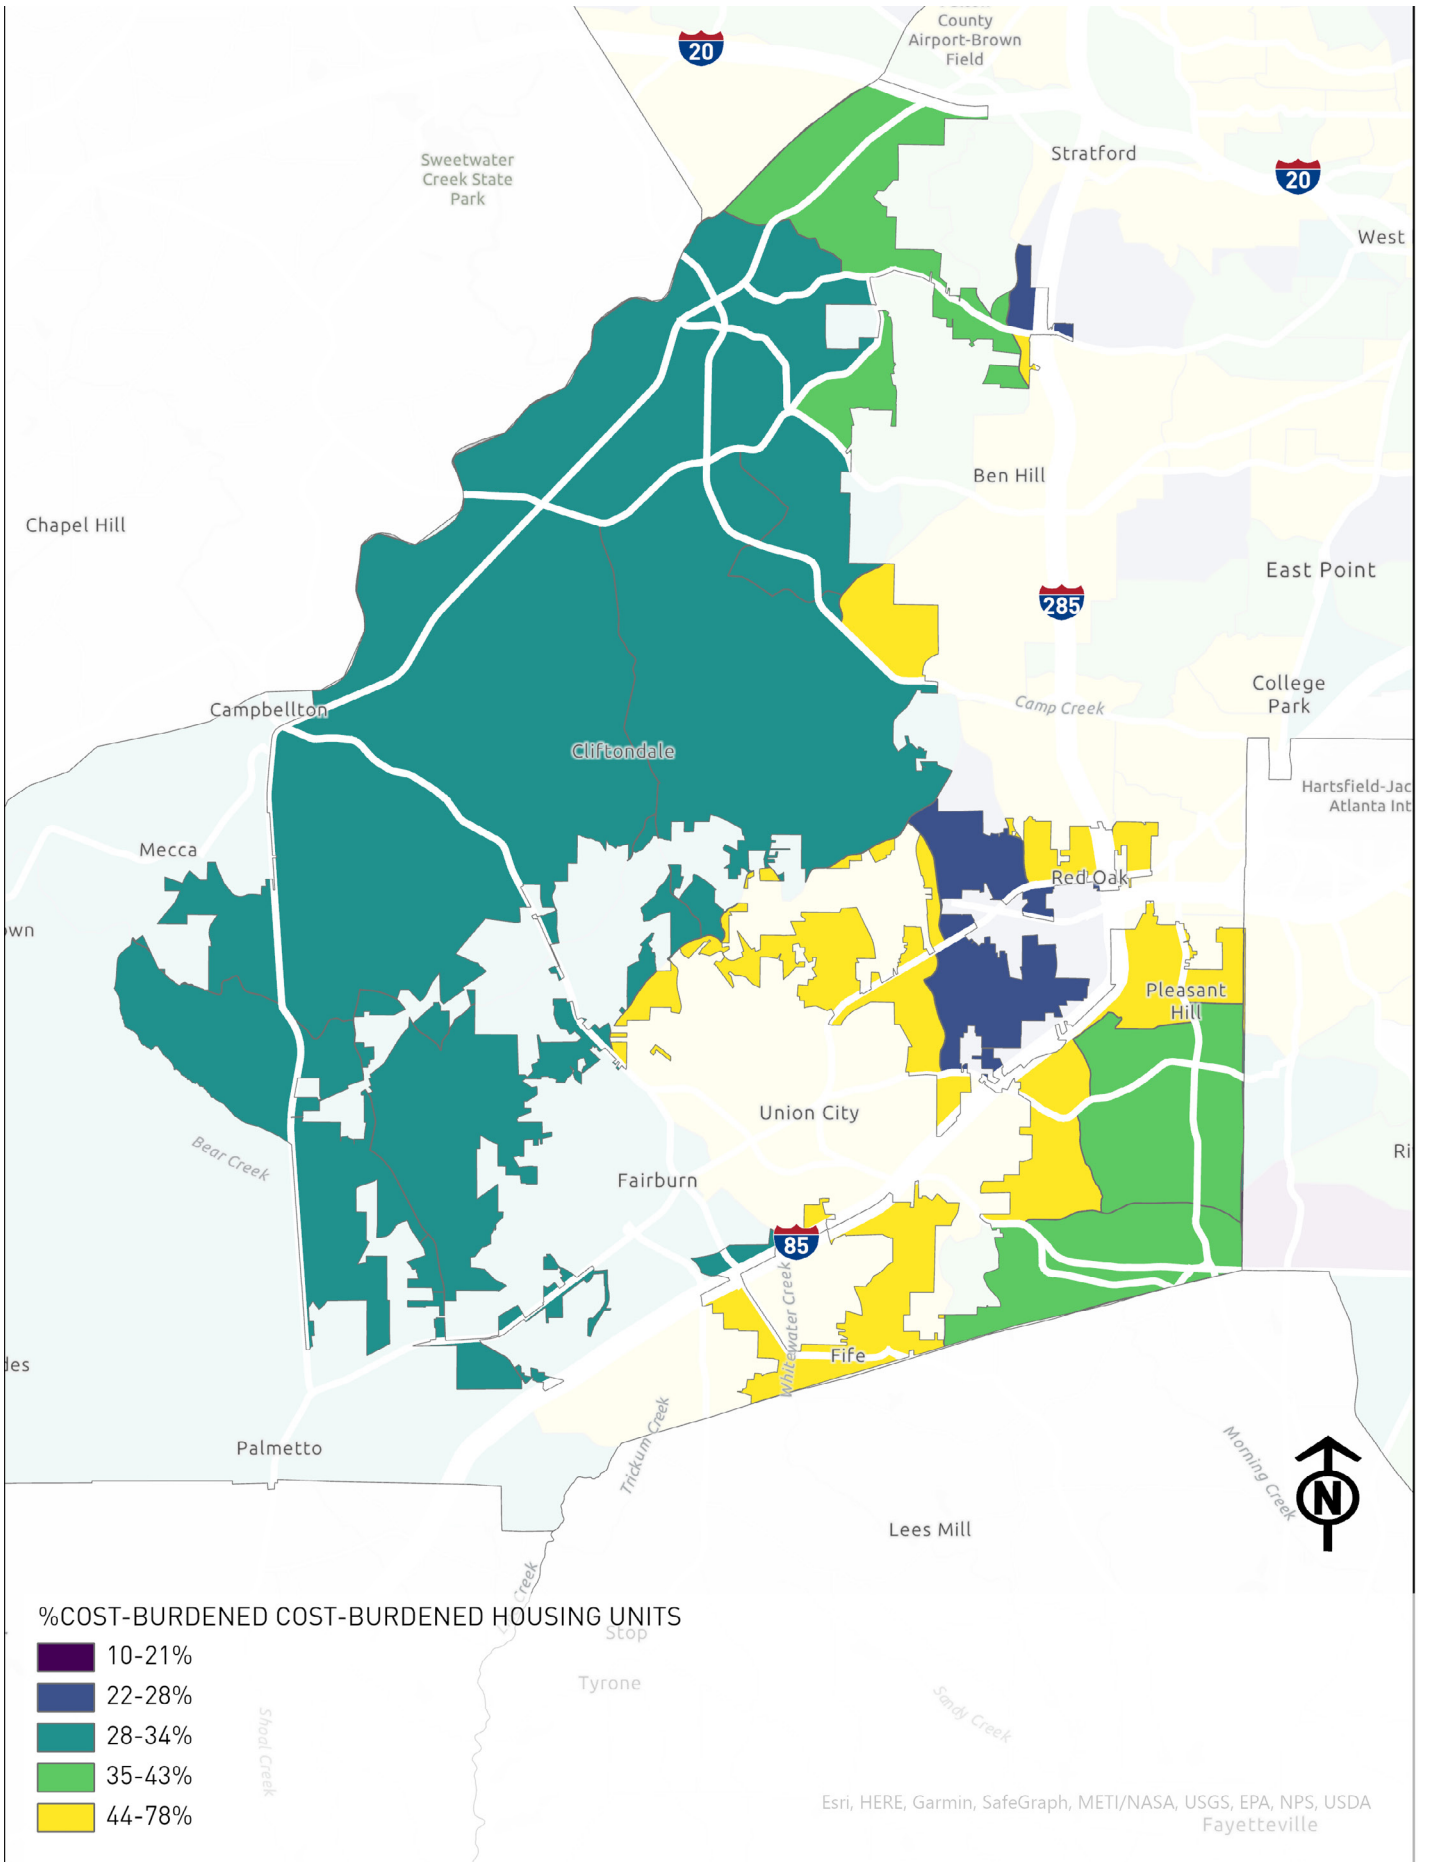 County
Airport-Brown
Field
20
Stratford
Sweetwater
Creek State
Park
20
West
Ben Hill
Chapel Hill
East Point
285
College
Park
Camp Creek
Campbellton
Cliftondale
Hartsfield-Jac
Atlanta Int
Mecca
Red Oak
own
Pleasant
Hill
Union City
Bear Creek
Ri
Fairburn
85
Whitewater Creek
Fife
des
Trickum Creek
Morning Creek
Palmetto
N
Lees Mill
Creek
%COST-BURDENED COST-BURDENED HOUSING UNITS
Stop
10-21%
Tyrone
22-28%
Sandy Creek
28-34%
Shoal Creek
35-43%
44-78%
Esri, HERE, Garmin, SafeGraph, METI/NASA, USGS, EPA, NPS, USDA
Fayetteville